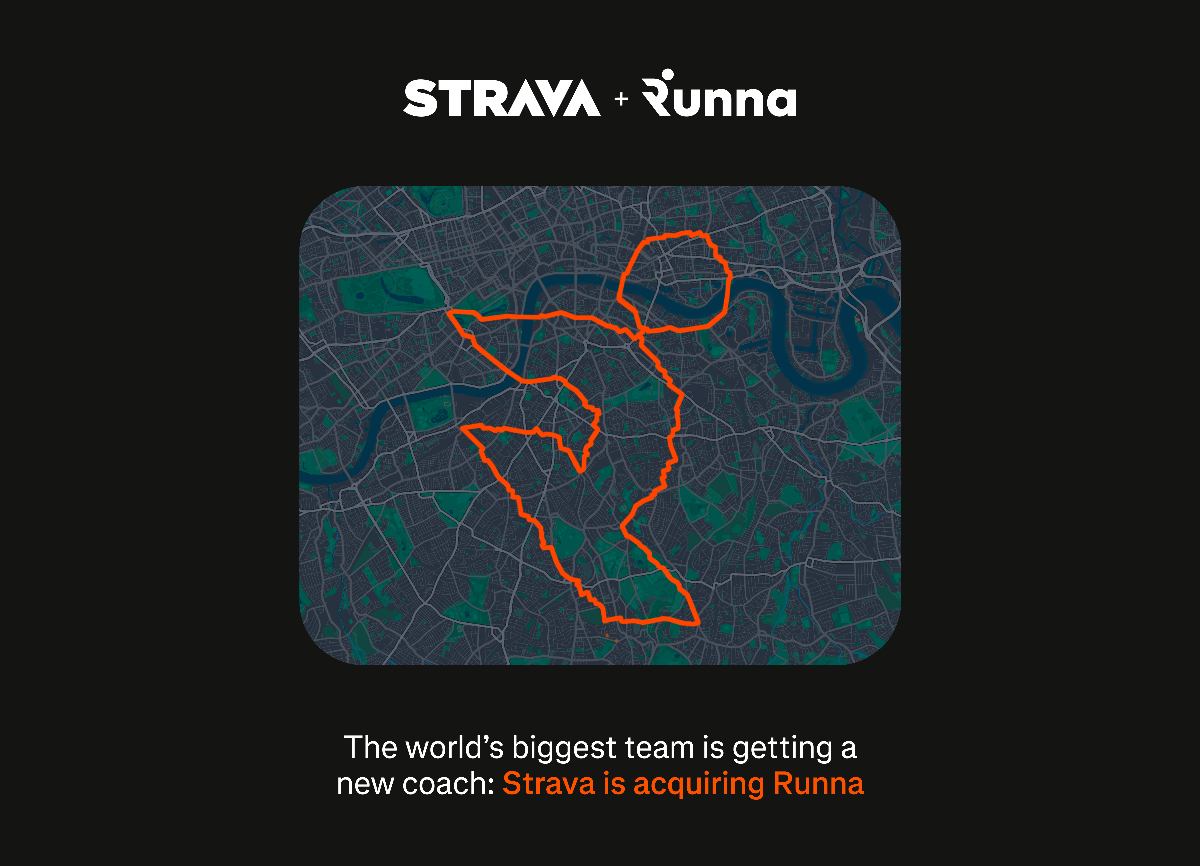 STRAVA + Runna
The world’s biggest team is getting a
new coach: Strava is acquiring Runna